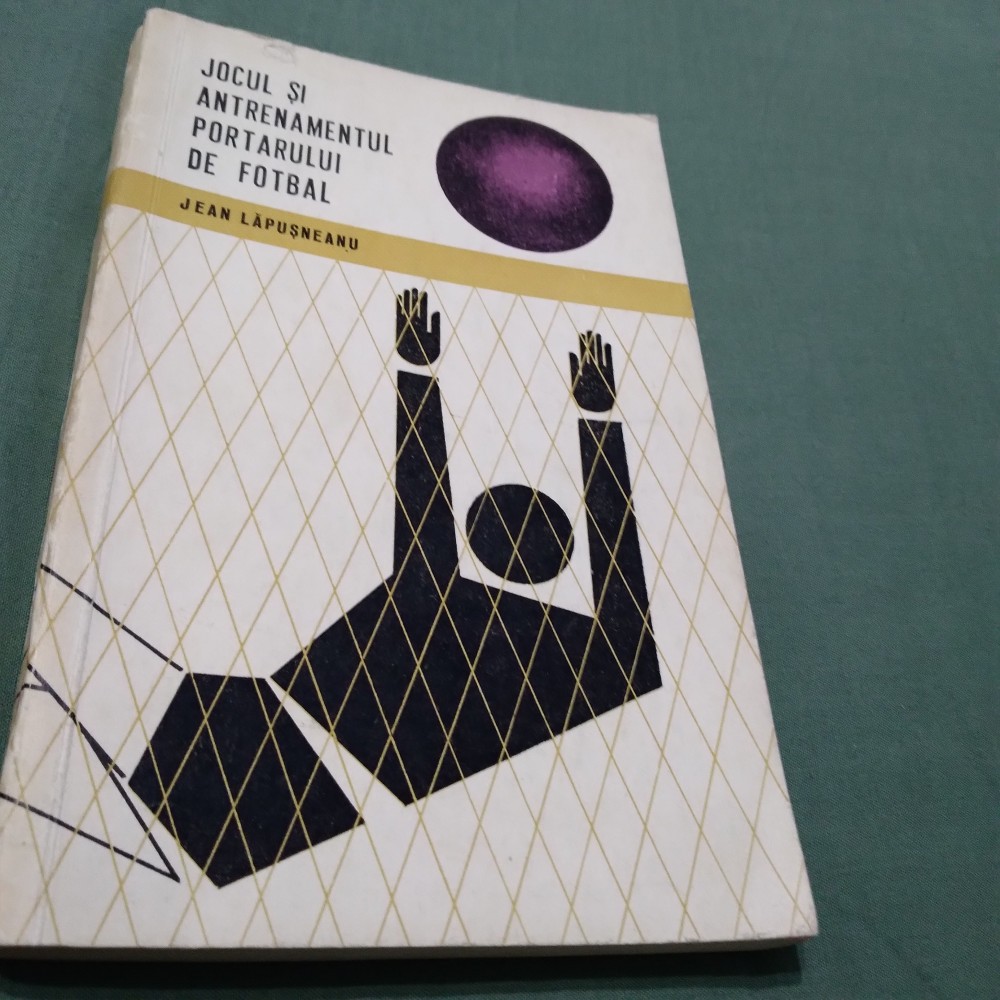 JOCUL ȘI
ANTRENAMENTUL
PORTARULUI
DE FOTBAL
JEAN LĂPUȘNEANU